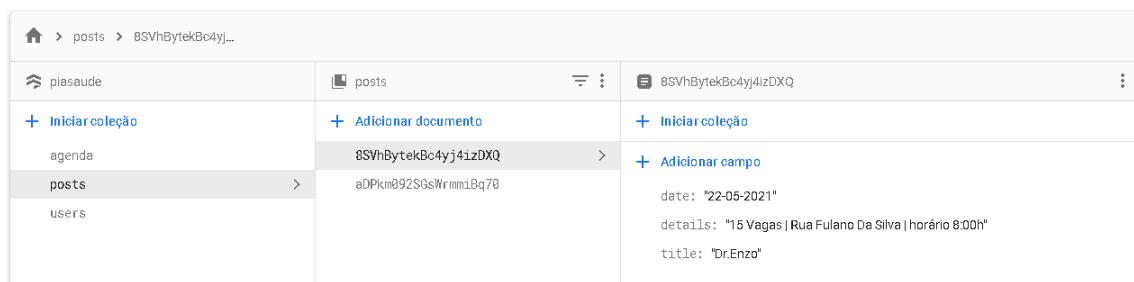 posts > 8SVhBytekBc4yj…
piasaude
+ Iniciar coleção
agenda
posts
users
posts
+ Adicionar documento
8SVhBytekBc4yj4izDXQ
aDPkm092SGsWrmmiBq70
8SVhBytekBc4yj4izDXQ
+ Iniciar coleção
+ Adicionar campo
date: "22-05-2021"
details: "15 Vagas | Rua Fulano Da Silva | horário 8:00h"
title: "Dr.Enzo"